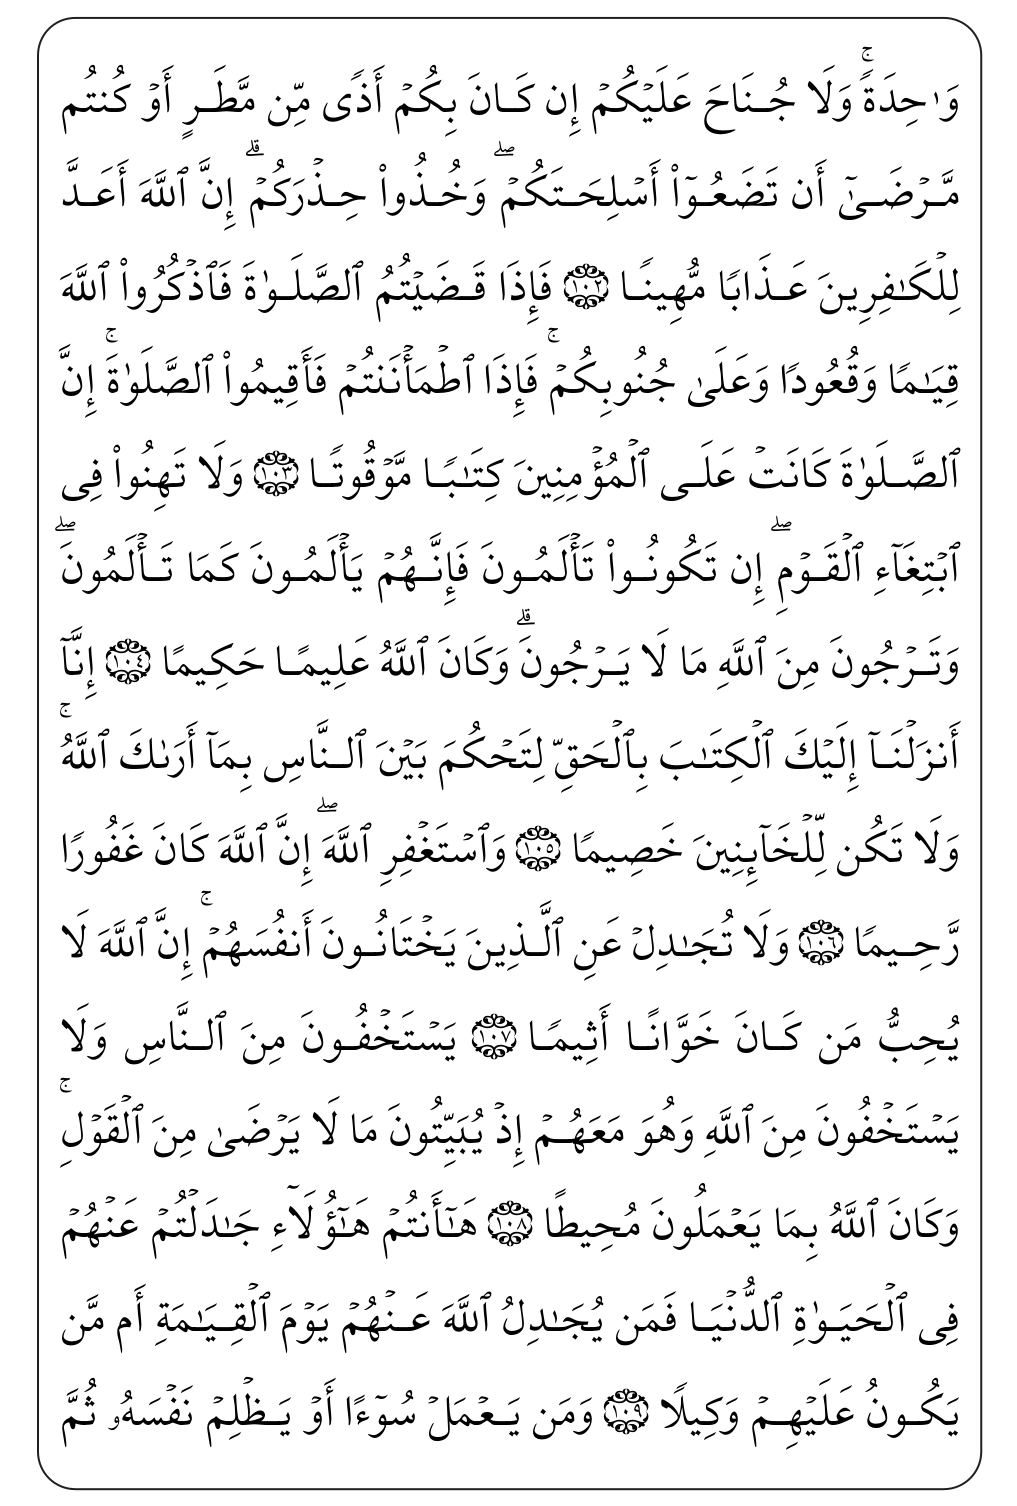 وَٰحِدَةٗۚ وَلَا جُنَاحَ عَلَيۡكُمۡ إِن كَانَ بِكُمۡ أَذٗى مِّن مَّطَرٍ أَوۡ كُنتُم
مَّرۡضَىٰٓ أَن تَضَعُوٓاْ أَسۡلِحَتَكُمۡۖ وَخُذُواْ حِذۡرَكُمۡۗ إِنَّ ٱللَّهَ أَعَدَّ
لِلۡكَٰفِرِينَ عَذَابٗا مُّهِينٗا ١٠٢ فَإِذَا قَضَيۡتُمُ ٱلصَّلَوٰةَ فَٱذۡكُرُواْ ٱللَّهَ
قِيَٰمٗا وَقُعُودٗا وَعَلَىٰ جُنُوبِكُمۡۚ فَإِذَا ٱطۡمَأۡنَنتُمۡ فَأَقِيمُواْ ٱلصَّلَوٰةَۚ إِنَّ
ٱلصَّلَوٰةَ كَانَتۡ عَلَى ٱلۡمُؤۡمِنِينَ كِتَٰبٗا مَّوۡقُوتٗا ١٠٣ وَلَا تَهِنُواْ فِي
ٱبۡتِغَآءِ ٱلۡقَوۡمِۖ إِن تَكُونُواْ تَأۡلَمُونَ فَإِنَّهُمۡ يَأۡلَمُونَ كَمَا تَأۡلَمُونَۖ
وَتَرۡجُونَ مِنَ ٱللَّهِ مَا لَا يَرۡجُونَۗ وَكَانَ ٱللَّهُ عَلِيمًا حَكِيمًا ١٠٤ إِنَّآ
أَنزَلۡنَآ إِلَيۡكَ ٱلۡكِتَٰبَ بِٱلۡحَقِّ لِتَحۡكُمَ بَيۡنَ ٱلنَّاسِ بِمَآ أَرَىٰكَ ٱللَّهُۚ
وَلَا تَكُن لِّلۡخَآئِنِينَ خَصِيمٗا ١٠٥ وَٱسۡتَغۡفِرِ ٱللَّهَۖ إِنَّ ٱللَّهَ كَانَ غَفُورٗا
رَّحِيمٗا ١٠٦ وَلَا تُجَٰدِلۡ عَنِ ٱلَّذِينَ يَخۡتَانُونَ أَنفُسَهُمۡۚ إِنَّ ٱللَّهَ لَا
يُحِبُّ مَن كَانَ خَوَّانًا أَثِيمٗا ١٠٧ يَسۡتَخۡفُونَ مِنَ ٱلنَّاسِ وَلَا
يَسۡتَخۡفُونَ مِنَ ٱللَّهِ وَهُوَ مَعَهُمۡ إِذۡ يُبَيِّتُونَ مَا لَا يَرۡضَىٰ مِنَ ٱلۡقَوۡلِۚ
وَكَانَ ٱللَّهُ بِمَا يَعۡمَلُونَ مُحِيطًا ١٠٨ هَٰٓأَنتُمۡ هَٰٓؤُلَآءِ جَٰدَلۡتُمۡ عَنۡهُمۡ
فِي ٱلۡحَيَوٰةِ ٱلدُّنۡيَا فَمَن يُجَٰدِلُ ٱللَّهَ عَنۡهُمۡ يَوۡمَ ٱلۡقِيَٰمَةِ أَم مَّن
يَكُونُ عَلَيۡهِمۡ وَكِيلٗا ١٠٩ وَمَن يَعۡمَلۡ سُوٓءًا أَوۡ يَظۡلِمۡ نَفۡسَهُۥ ثُمَّ